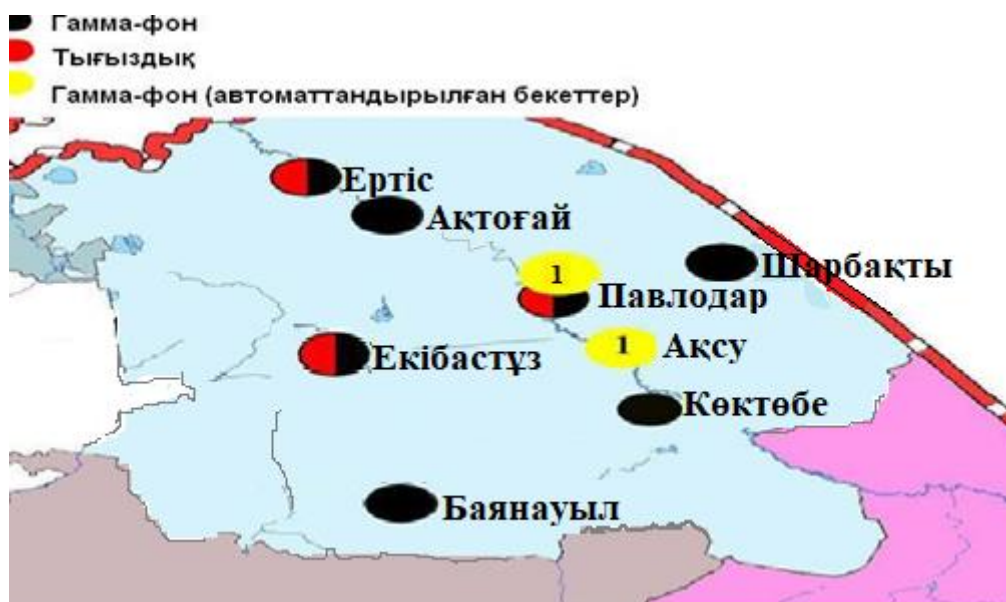 Гамма-фон
Тығыздық
Гамма-фон (автоматтандырылған бекеттер)
Ертіс
Ақтоғай
Шарбақты
1
Павлодар
1
Ақсу
Екібастұз
Көктөбе
Баянауыл